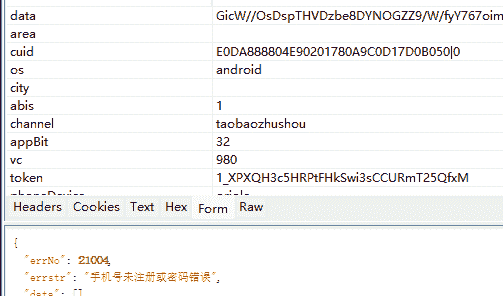 data GicW//OsDspTHVDzbe8DYNOGZZ9/W/fyY767oim
area
cuid E0DA888804E90201780A9C0D17D0B050|0
os android
city
abis 1
channel taobaozhushou
appBit 32
vc 980
token 1_XPXQH3c5HRPtFHkSwi3sCCURmT25QfxM
phoneDevice oriole
Headers Cookies Text Hex Form Raw
{
"errNo": 21004,
"errstr": "手机号未注册或密码错误",
"data": []